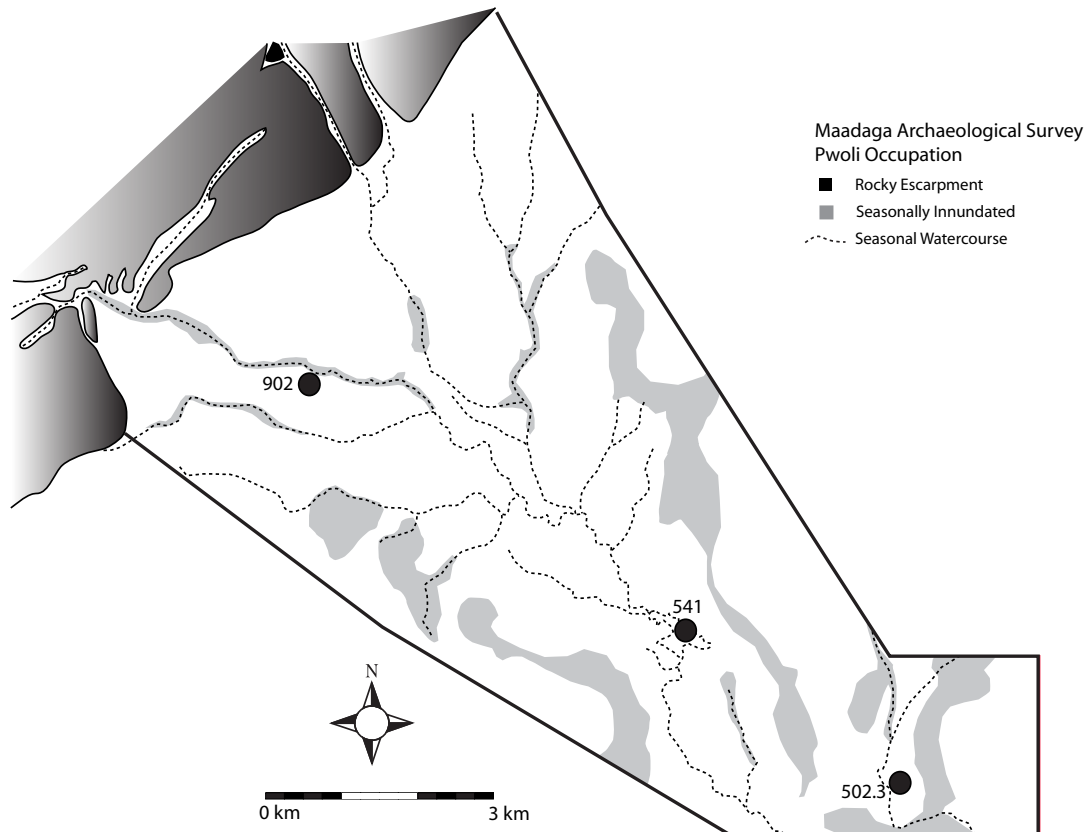 Maadaga Archaeological Survey
Pwoli Occupation
Rocky Escarpment
Seasonally Innundated
Seasonal Watercourse
902
541
N
502.3
0 km
3 km